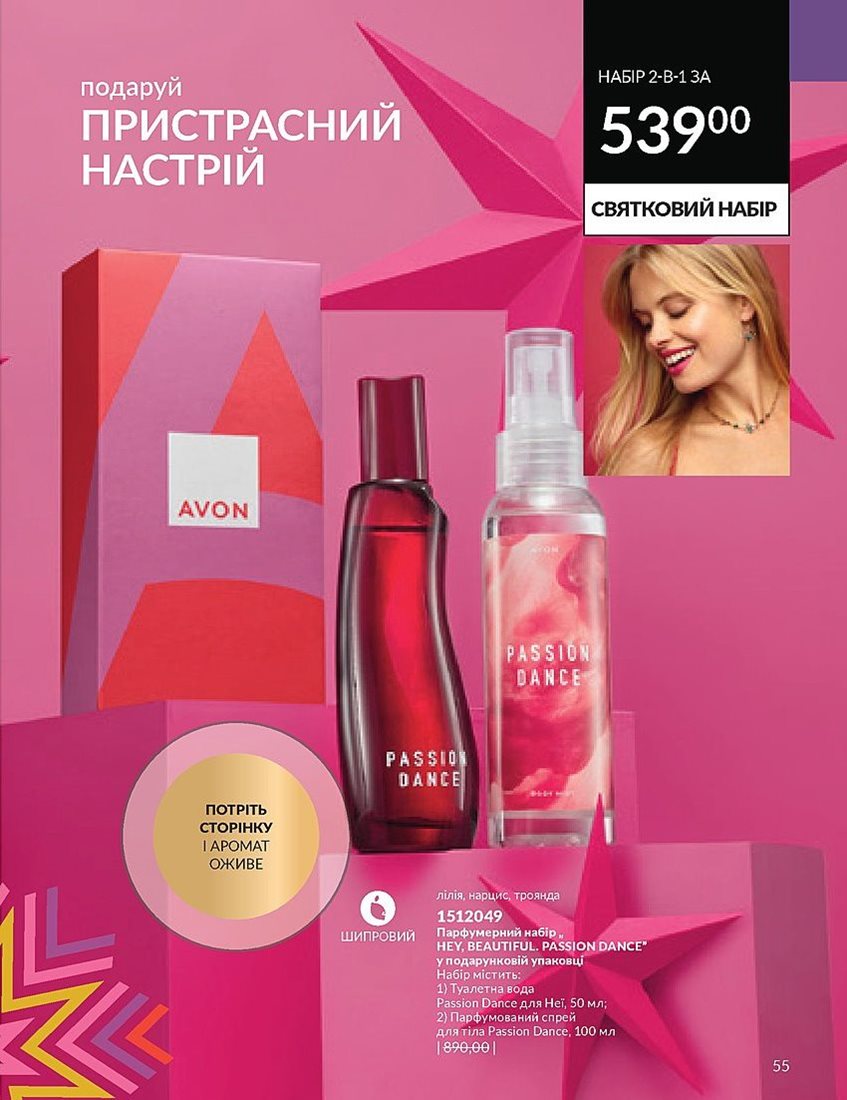 подаруй
ПРИСТРАСНИЙ
НАСТРІЙ
НАБІР 2-В-1 ЗА
539⁰⁰
СВЯТКОВИЙ НАБІР
AVON
AVON
PASSION
DANCE
PASSION
DANCE
BODY MIST
ПОТРІТЬ
СТОРІНКУ
І АРОМАТ
ОЖИВЕ
ШИПРОВИЙ
лілія, нарцис, троянда
1512049
Парфумерний набір „
HEY, BEAUTIFUL. PASSION DANCE”
у подарунковій упаковці
Набір містить:
1) Туалетна вода
Passion Dance для Неї, 50 мл;
2) Парфумований спрей
для тіла Passion Dance, 100 мл
| 890,00 |
55